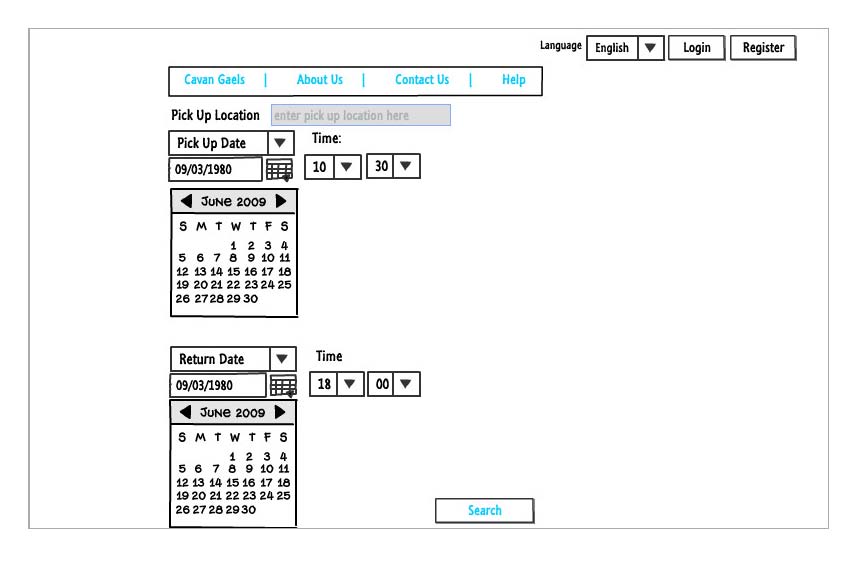 Language English Login Register
Cavan Gaels | About Us | Contact Us | Help
Pick Up Location enter pick up location here
Pick Up Date Time:
09/03/1980 10 30
JUNE 2009
S M T W T F S
1 2 3 4
5 6 7 8 9 10 11
12 13 14 15 16 17 18
19 20 21 22 23 24 25
26 27 28 29 30
Return Date Time
09/03/1980 18 00
JUNE 2009
S M T W T F S
1 2 3 4
5 6 7 8 9 10 11
12 13 14 15 16 17 18
19 20 21 22 23 24 25
26 27 28 29 30
Search